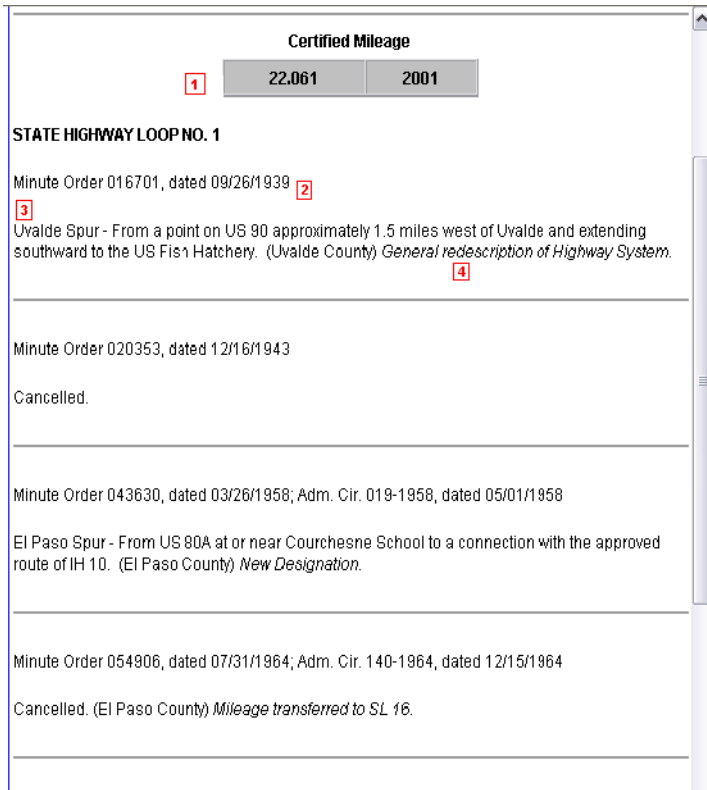 Certified Mileage
1 22.061 2001
STATE HIGHWAY LOOP NO. 1
Minute Order 016701, dated 09/26/1939 2
3
Uvalde Spur - From a point on US 90 approximately 1.5 miles west of Uvalde and extending
southward to the US Fish Hatchery. (Uvalde County) General redescription of Highway System.
4
Minute Order 020353, dated 12/16/1943
Cancelled.
Minute Order 043630, dated 03/26/1958; Adm. Cir. 019-1958, dated 05/01/1958
El Paso Spur - From US 80A at or near Courchesne School to a connection with the approved
route of IH 10. (El Paso County) New Designation.
Minute Order 054906, dated 07/31/1964; Adm. Cir. 140-1964, dated 12/15/1964
Cancelled. (El Paso County) Mileage transferred to SL 16.